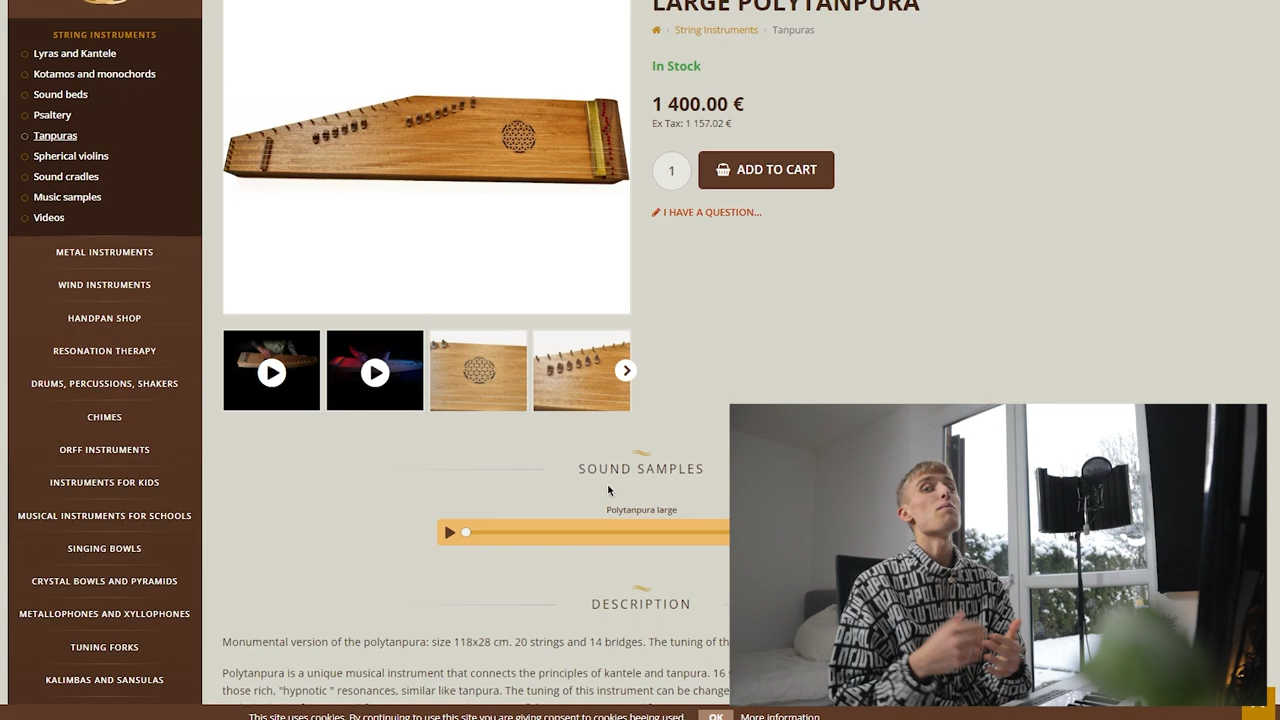 STRING INSTRUMENTS
Lyras and Kantele
Kotamos and monochords
Sound beds
Psaltery
Tanpuras
Spherical violins
Sound cradles
Music samples
Videos
METAL INSTRUMENTS
WIND INSTRUMENTS
HANDPAN SHOP
RESONATION THERAPY
DRUMS, PERCUSSIONS, SHAKERS
CHIMES
ORFF INSTRUMENTS
INSTRUMENTS FOR KIDS
MUSICAL INSTRUMENTS FOR SCHOOLS
SINGING BOWLS
CRYSTAL BOWLS AND PYRAMIDS
METALLOPHONES AND XYLLOPHONES
TUNING FORKS
KALIMBAS AND SANSULAS
LARGE POLYTANPURA
String Instruments › Tanpuras
In Stock
1 400.00 €
Ex Tax: 1 157.02 €
1 ADD TO CART
I HAVE A QUESTION...
SOUND SAMPLES
Polytanpura large
DESCRIPTION
Monumental version of the polytanpura: size 118x28 cm. 20 strings and 14 bridges. The tuning of th
Polytanpura is a unique musical instrument that connects the principles of kantele and tanpura. 16 s
those rich, "hypnotic " resonances, similar like tanpura. The tuning of this instrument can be change
This site uses cookies. By continuing to use this site you are giving consent to cookies beeing used. OK More information